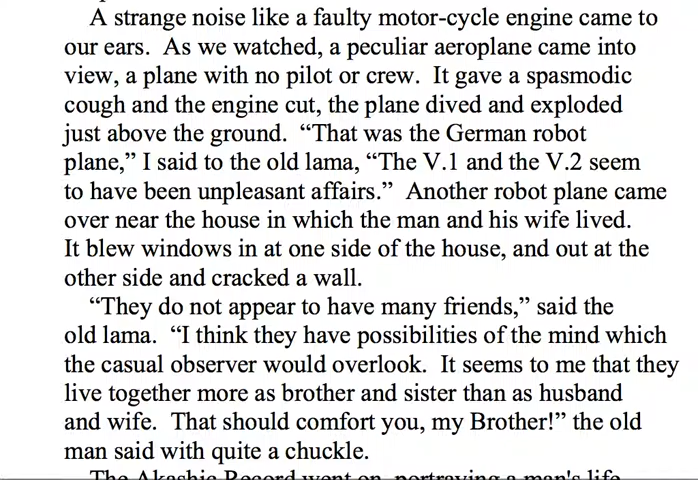 A strange noise like a faulty motor-cycle engine came to
our ears.  As we watched, a peculiar aeroplane came into
view, a plane with no pilot or crew.  It gave a spasmodic
cough and the engine cut, the plane dived and exploded
just above the ground.  “That was the German robot
plane,” I said to the old lama, “The V.1 and the V.2 seem
to have been unpleasant affairs.”  Another robot plane came
over near the house in which the man and his wife lived.
It blew windows in at one side of the house, and out at the
other side and cracked a wall.
“They do not appear to have many friends,” said the
old lama.  “I think they have possibilities of the mind which
the casual observer would overlook.  It seems to me that they
live together more as brother and sister than as husband
and wife.  That should comfort you, my Brother!” the old
man said with quite a chuckle.
The Akashic Record went on, portraying a man's life